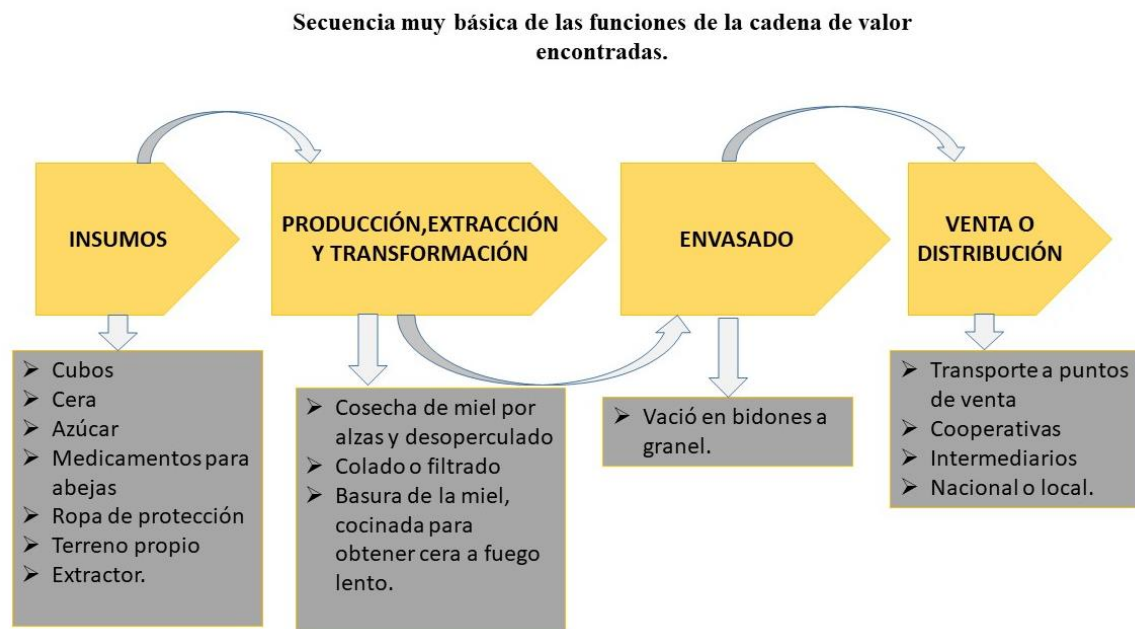 Secuencia muy básica de las funciones de la cadena de valor
encontradas.
INSUMOS
PRODUCCIÓN,EXTRACCIÓN
Y TRANSFORMACIÓN
ENVASADO
VENTA O
DISTRIBUCIÓN
➢ Cubos
➢ Cera
➢ Azúcar
➢ Medicamentos para
abejas
➢ Ropa de protección
➢ Terreno propio
➢ Extractor.
➢ Cosecha de miel por
alzas y desoperculado
➢ Colado o filtrado
➢ Basura de la miel,
cocinada para
obtener cera a fuego
lento.
➢ Vació en bidones a
granel.
➢ Transporte a puntos
de venta
➢ Cooperativas
➢ Intermediarios
➢ Nacional o local.